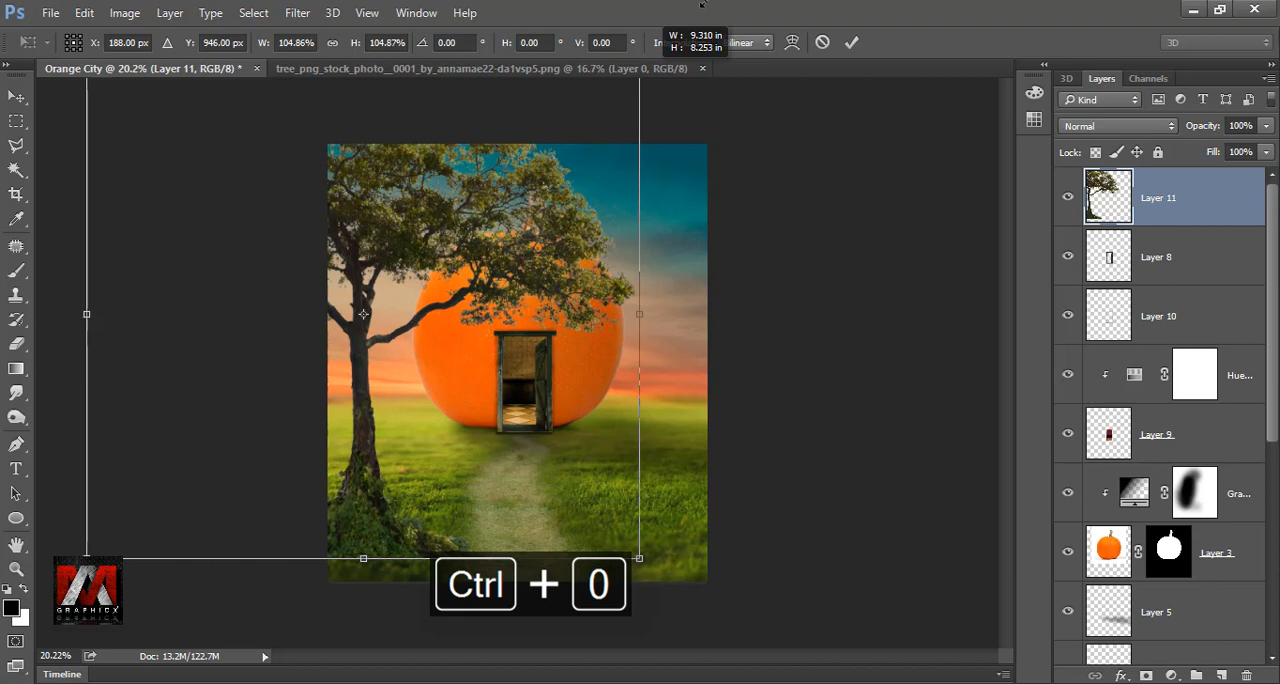 Ps File Edit Image Layer Type Select Filter 3D View Window Help
X: 188.00 px Y: 946.00 px W: 104.86% H: 104.87% 0.00 ° H: 0.00 ° V: 0.00 ° In ilinear 3D
W : 9.310 in
H : 8.253 in
Orange City @ 20.2% (Layer 11, RGB/8) * × tree_png_stock_photo__0001_by_annamae22-da1vsp5.png @ 16.7% (Layer 0, RGB/8) ×
3D Layers Channels
Kind
Normal Opacity: 100%
Lock: Fill: 100%
Layer 11
Layer 8
Layer 10
Hue...
Layer 9
Gra...
Layer 3
Layer 5
Ctrl + 0
GRAPHICX
20.22% Doc: 13.2M/122.7M
Timeline